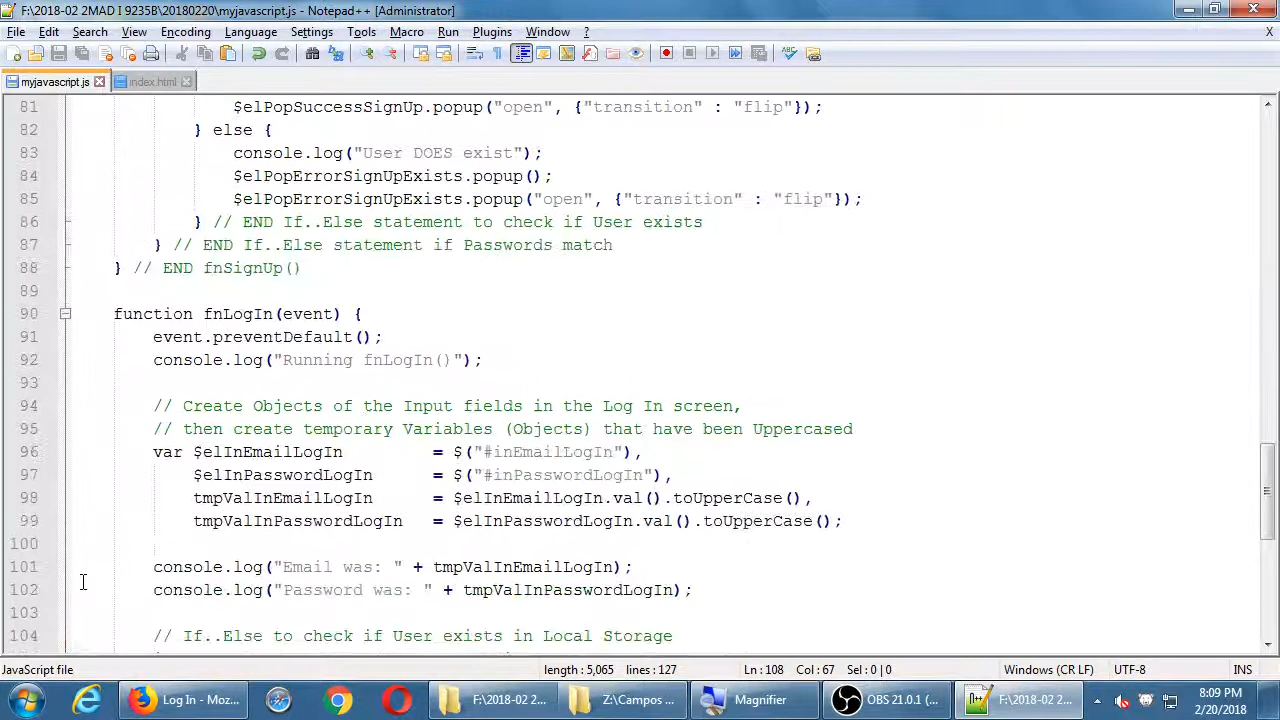 F:\2018-02 2MAD I 9235B\20180220\myjavascript.js - Notepad++ [Administrator]
File Edit Search View Encoding Language Settings Tools Macro Run Plugins Window ? X
myjavascript.js index.html
81 $elPopSuccessSignUp.popup("open", {"transition" : "flip"});
82 } else {
83 console.log("User DOES exist");
84 $elPopErrorSignUpExists.popup();
85 $elPopErrorSignUpExists.popup("open", {"transition" : "flip"});
86 } // END If..Else statement to check if User exists
87 } // END If..Else statement if Passwords match
88 } // END fnSignUp()
89
90 function fnLogIn(event) {
91 event.preventDefault();
92 console.log("Running fnLogIn()");
93
94 // Create Objects of the Input fields in the Log In screen,
95 // then create temporary Variables (Objects) that have been Uppercased
96 var $elInEmailLogIn = $("#inEmailLogIn"),
97 $elInPasswordLogIn = $("#inPasswordLogIn"),
98 tmpValInEmailLogIn = $elInEmailLogIn.val().toUpperCase(),
99 tmpValInPasswordLogIn = $elInPasswordLogIn.val().toUpperCase();
100
101 console.log("Email was: " + tmpValInEmailLogIn);
102 console.log("Password was: " + tmpValInPasswordLogIn);
103
104 // If..Else to check if User exists in Local Storage
JavaScript file length : 5,065 lines : 127 Ln : 108 Col : 67 Sel : 0 | 0 Windows (CR LF) UTF-8 INS
Log In - Moz... F:\2018-02 2... Z:\Campos ... Magnifier OBS 21.0.1 (... F:\2018-02 2... 8:09 PM
2/20/2018